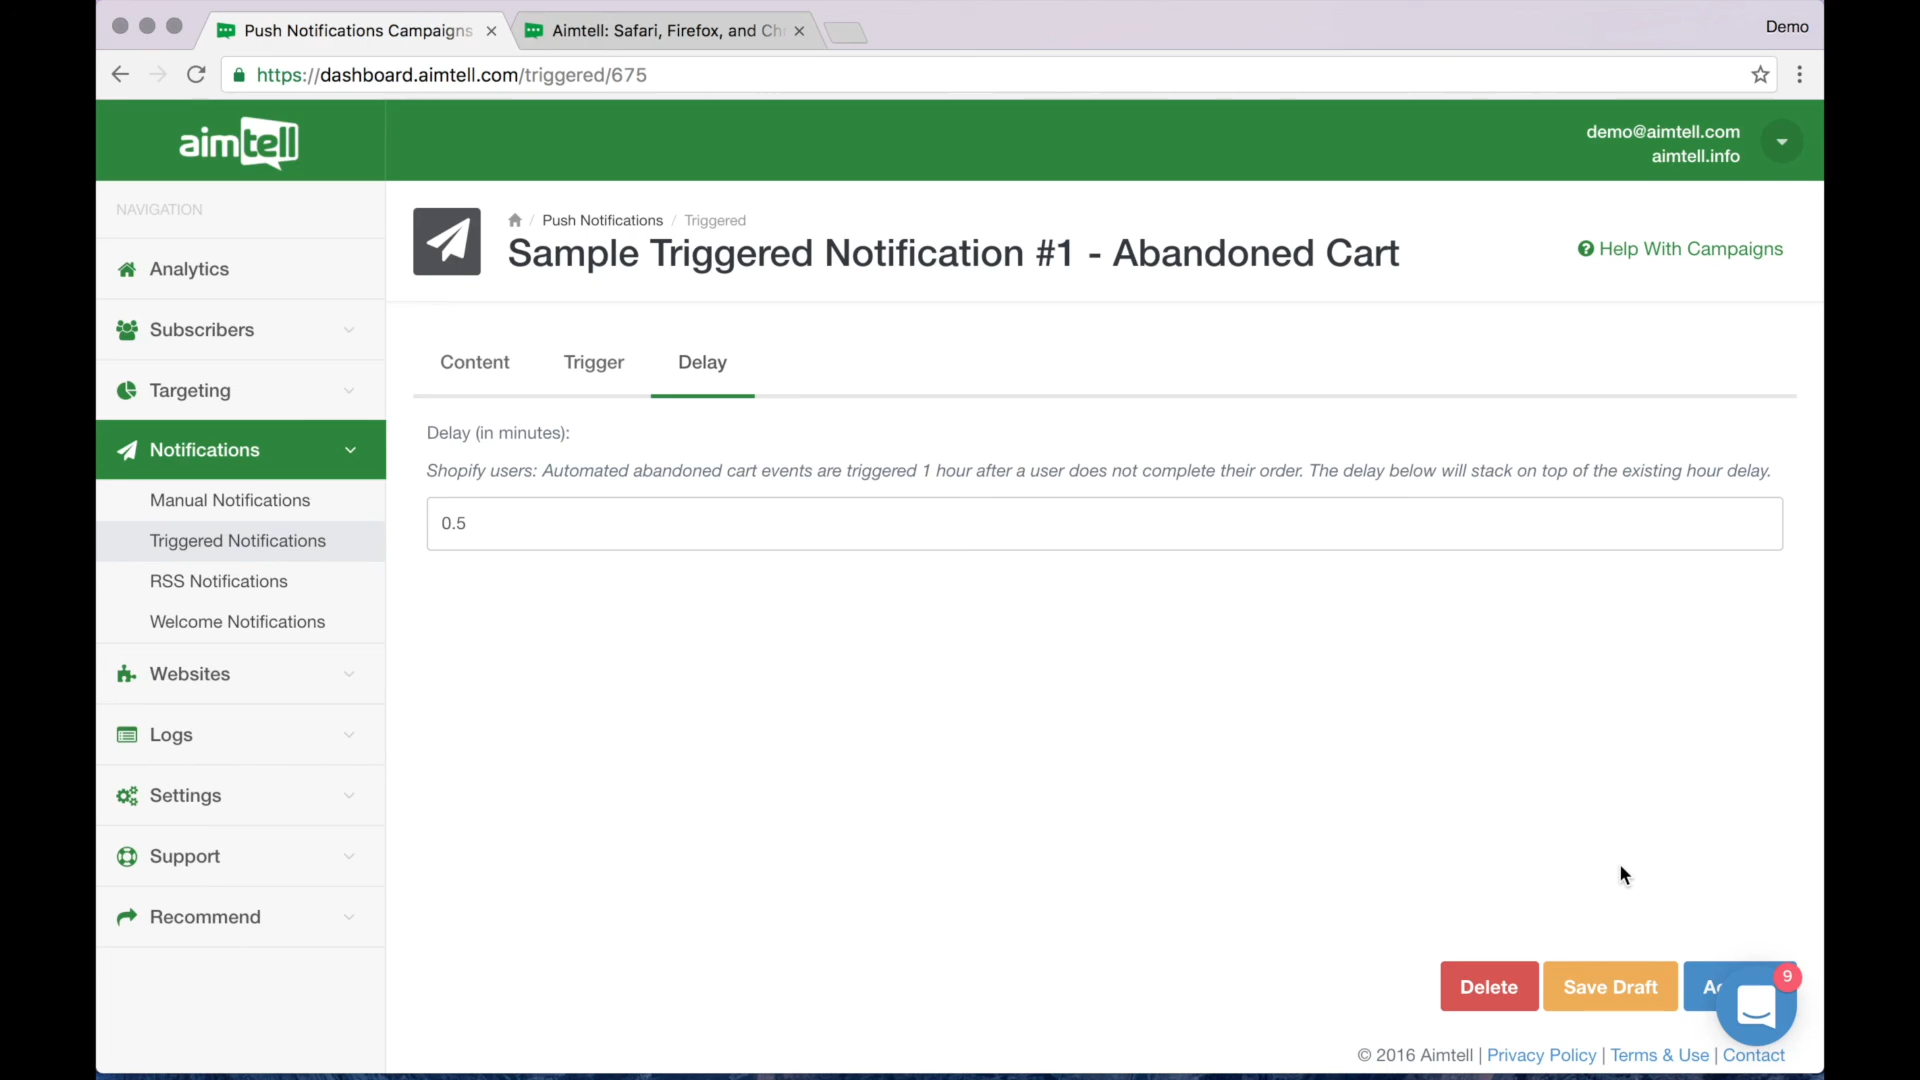 Push Notifications Campaigns
Aimtell: Safari, Firefox, and Ch
Demo
https://dashboard.aimtell.com/triggered/675
aimtell
demo@aimtell.com
aimtell.info
NAVIGATION
Analytics
Subscribers
Targeting
Notifications
Manual Notifications
Triggered Notifications
RSS Notifications
Welcome Notifications
Websites
Logs
Settings
Support
Recommend
/ Push Notifications / Triggered
Sample Triggered Notification #1 - Abandoned Cart
Help With Campaigns
Content Trigger Delay
Delay (in minutes):
Shopify users: Automated abandoned cart events are triggered 1 hour after a user does not complete their order. The delay below will stack on top of the existing hour delay.
0.5
Delete Save Draft
9
© 2016 Aimtell | Privacy Policy | Terms & Use | Contact